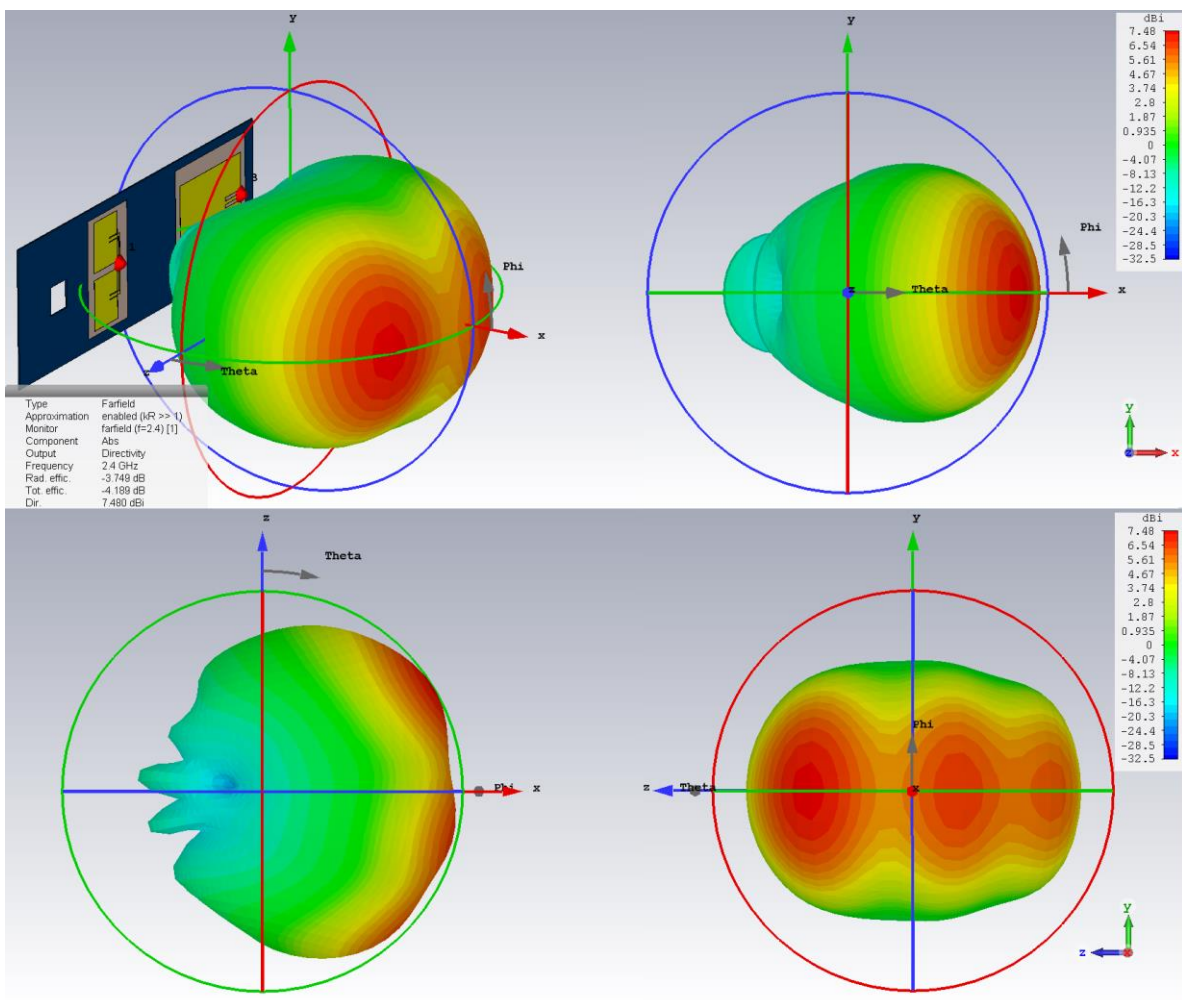 y
3
1
Phi
x
z
Theta
Type Farfield
Approximation enabled (kR >> 1)
Monitor farfield (f=2.4) [1]
Component Abs
Output Directivity
Frequency 2.4 GHz
Rad. effic. -3.749 dB
Tot. effic. -4.189 dB
Dir. 7.480 dBi
y
Phi
z
Theta
x
dBi
7.48
6.54
5.61
4.67
3.74
2.8
1.87
0.935
0
-4.07
-8.13
-12.2
-16.3
-20.3
-24.4
-28.5
-32.5
y
z
x
z
Theta
Phi
x
y
Phi
z
Theta
x
dBi
7.48
6.54
5.61
4.67
3.74
2.8
1.87
0.935
0
-4.07
-8.13
-12.2
-16.3
-20.3
-24.4
-28.5
-32.5
y
z
x